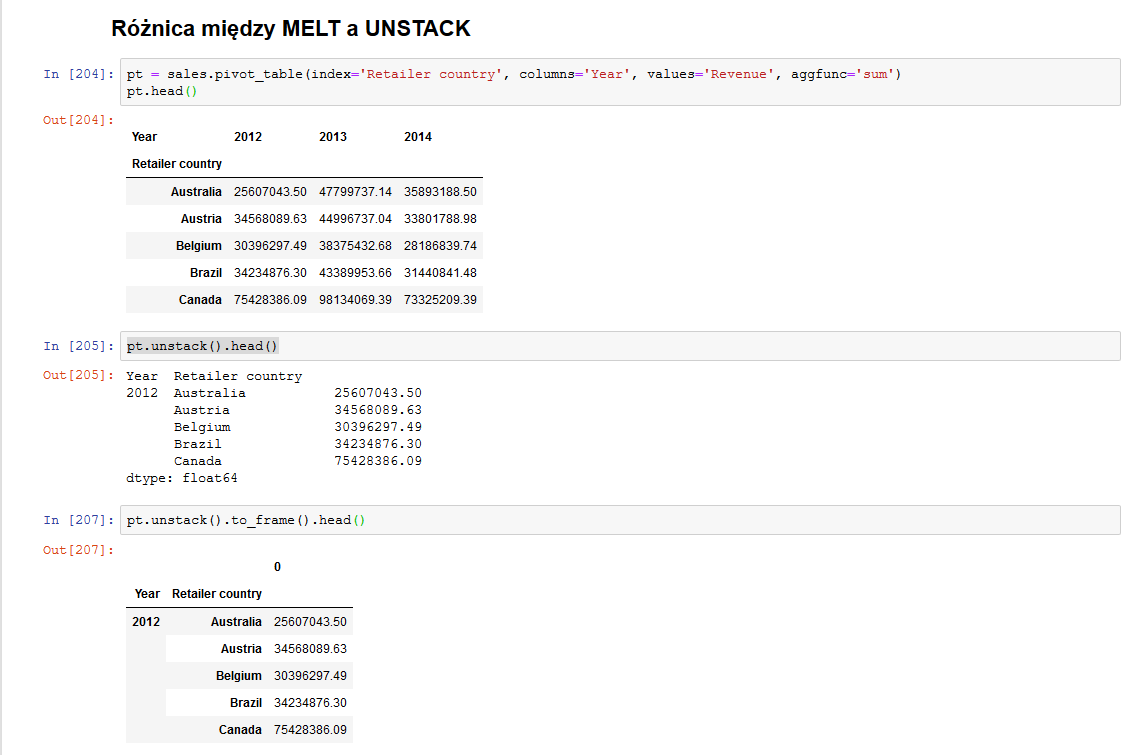 Różnica między MELT a UNSTACK
In [204]: pt = sales.pivot_table(index='Retailer country', columns='Year', values='Revenue', aggfunc='sum')
pt.head()
Out[204]:
Year 2012 2013 2014
Retailer country
Australia 25607043.50 47799737.14 35893188.50
Austria 34568089.63 44996737.04 33801788.98
Belgium 30396297.49 38375432.68 28186839.74
Brazil 34234876.30 43389953.66 31440841.48
Canada 75428386.09 98134069.39 73325209.39
In [205]: pt.unstack().head()
Out[205]: Year Retailer country
2012 Australia 25607043.50
Austria 34568089.63
Belgium 30396297.49
Brazil 34234876.30
Canada 75428386.09
dtype: float64
In [207]: pt.unstack().to_frame().head()
Out[207]:
0
Year Retailer country
2012 Australia 25607043.50
Austria 34568089.63
Belgium 30396297.49
Brazil 34234876.30
Canada 75428386.09